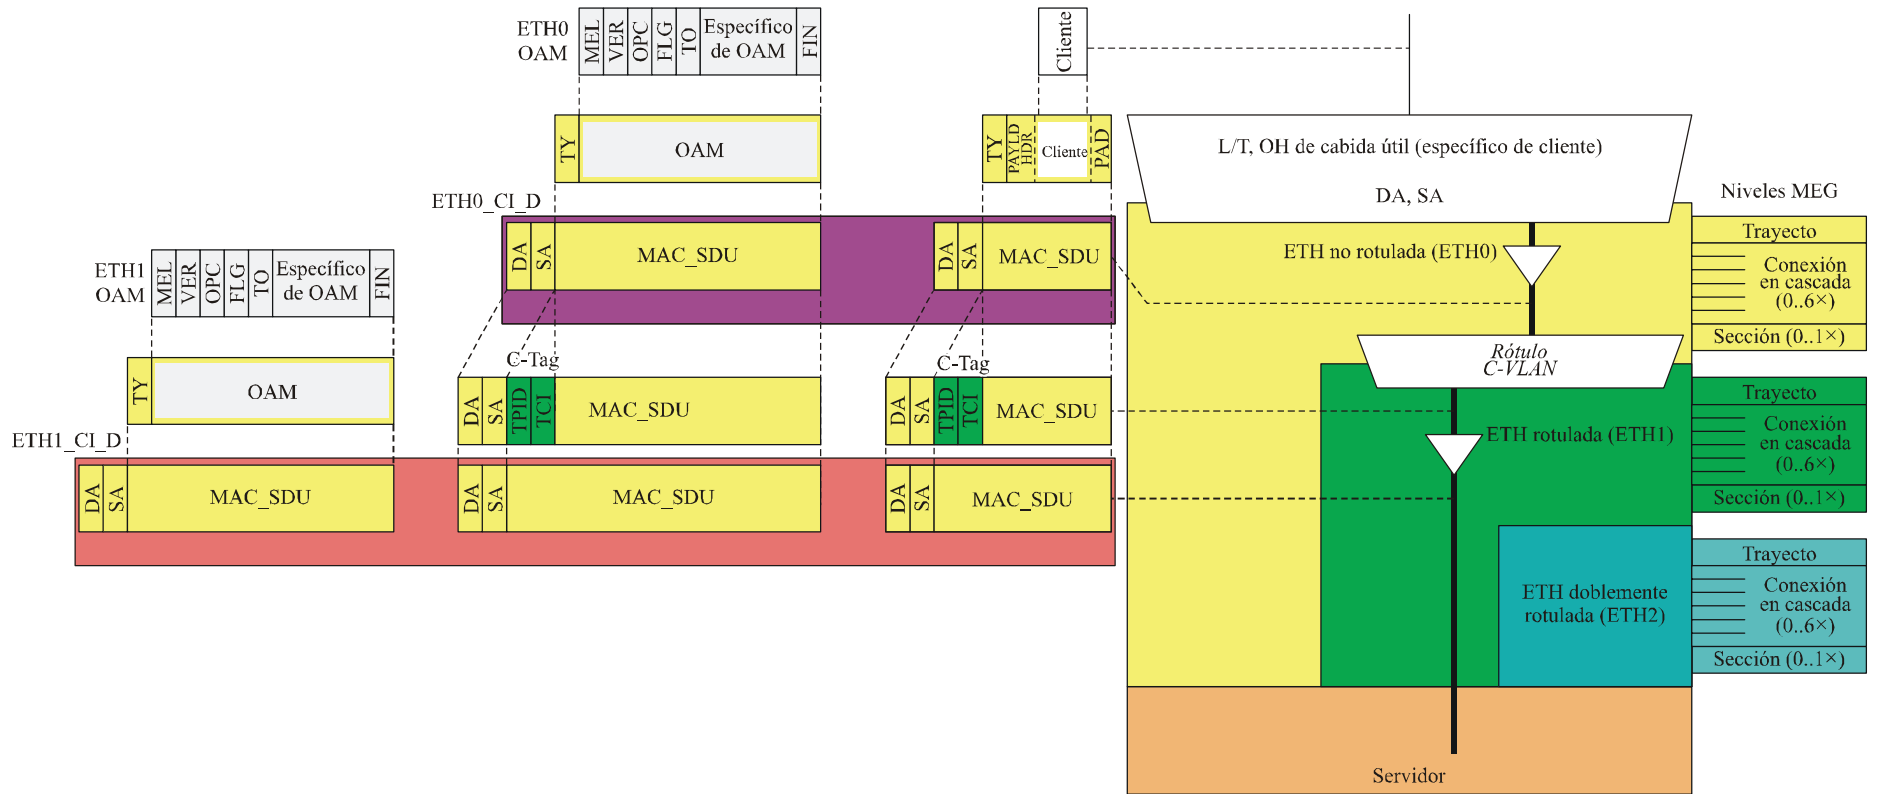 ETH0
OAM
MEL
VER
OPC
FLG
TO
Específico
de OAM
FIN
Cliente
TY
OAM
TY
PAYLD
HDR
Cliente
PAD
L/T, OH de cabida útil (específico de cliente)
DA, SA
Niveles MEG
ETH0_CI_D
DA
SA
MAC_SDU
DA
SA
MAC_SDU
ETH no rotulada (ETH0)
Trayecto
Conexión
en cascada
(0..6×)
Sección (0..1×)
ETH1
OAM
MEL
VER
OPC
FLG
TO
Específico
de OAM
FIN
C-Tag
C-Tag
Rótulo
C-VLAN
TY
OAM
DA
SA
TPID
TCI
MAC_SDU
DA
SA
TPID
TCI
MAC_SDU
ETH rotulada (ETH1)
Trayecto
Conexión
en cascada
(0..6×)
Sección (0..1×)
ETH1_CI_D
DA
SA
MAC_SDU
DA
SA
MAC_SDU
DA
SA
MAC_SDU
ETH doblemente
rotulada (ETH2)
Trayecto
Conexión
en cascada
(0..6×)
Sección (0..1×)
Servidor